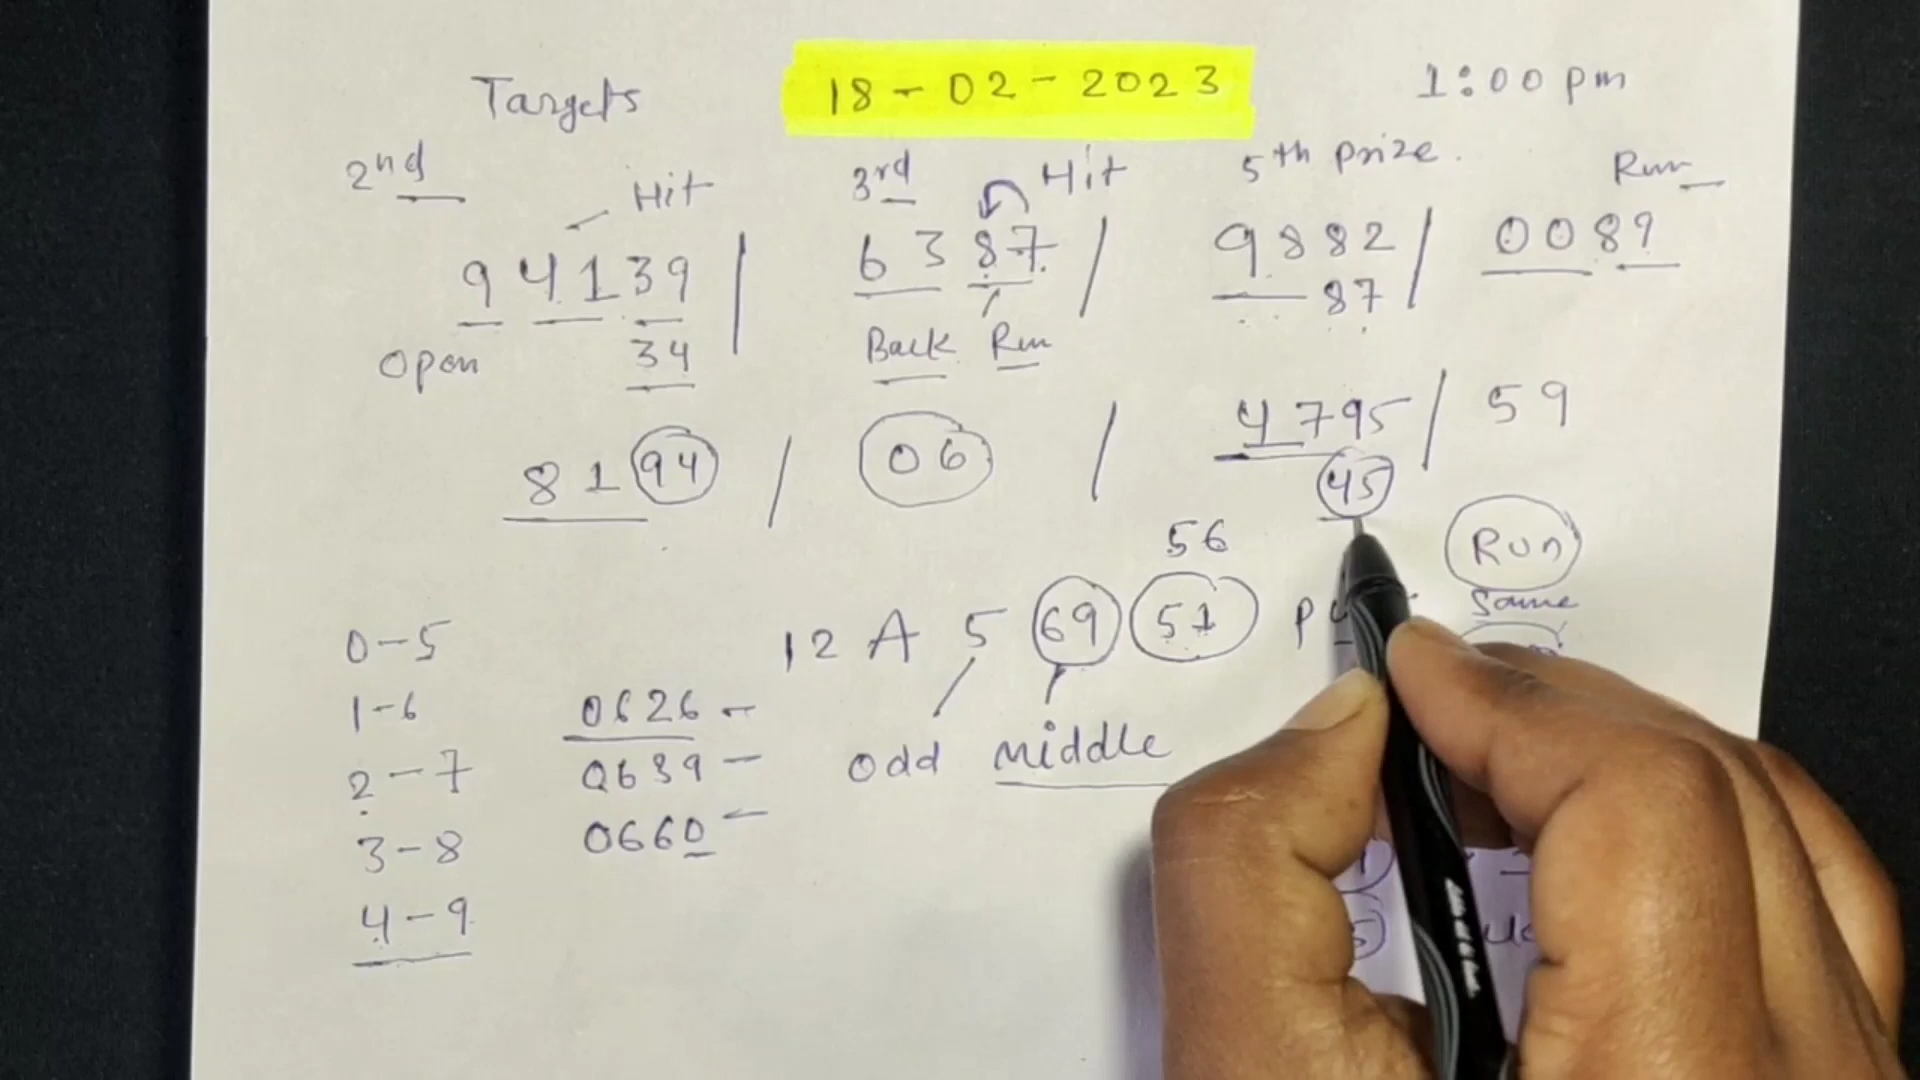 Targets 18-02-2023 1:00 pm
2nd Hit 3rd Hit 5th prize. Run
94139 / 6387 / 9882 / 0089
Open 34 Back Run 87
8194 / 06 / 4795 / 59
45
56 Run
12 A 5 69 51 Same
0-5
1-6 0626 -
2-7 0639 - odd middle
3-8 0660 -
4-9